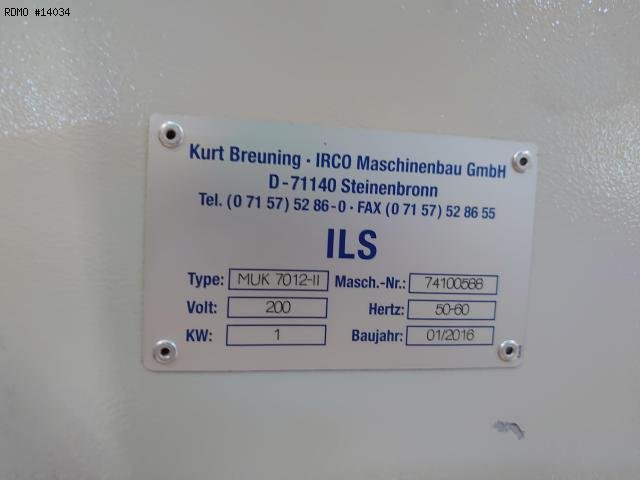 RDMO #14034
Kurt Breuning · IRCO Maschinenbau GmbH
D-71140 Steinenbronn
Tel. (0 71 57) 52 86-0 · FAX (0 71 57) 52 86 55
ILS
Type: MUK 7012-II Masch.-Nr.: 74100586
Volt: 200 Hertz: 50-60
KW: 1 Baujahr: 01/2016